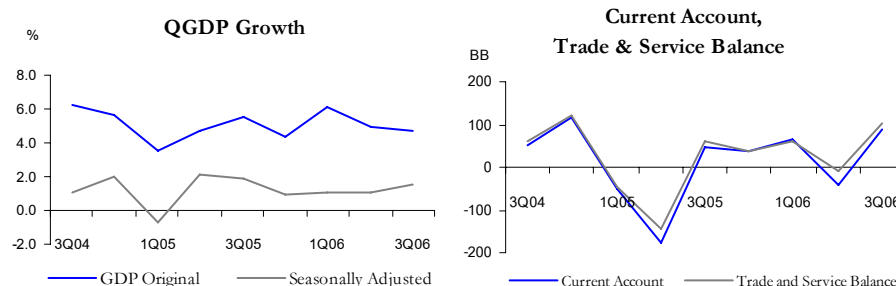 QGDP Growth
%
8.0
6.0
4.0
2.0
0.0
-2.0
3Q04 1Q05 3Q05 1Q06 3Q06
GDP Original Seasonally Adjusted
Current Account,
Trade & Service Balance
BB
200
100
0
-100
-200
3Q04 1Q05 3Q05 1Q06 3Q06
Current Account Trade and Service Balance